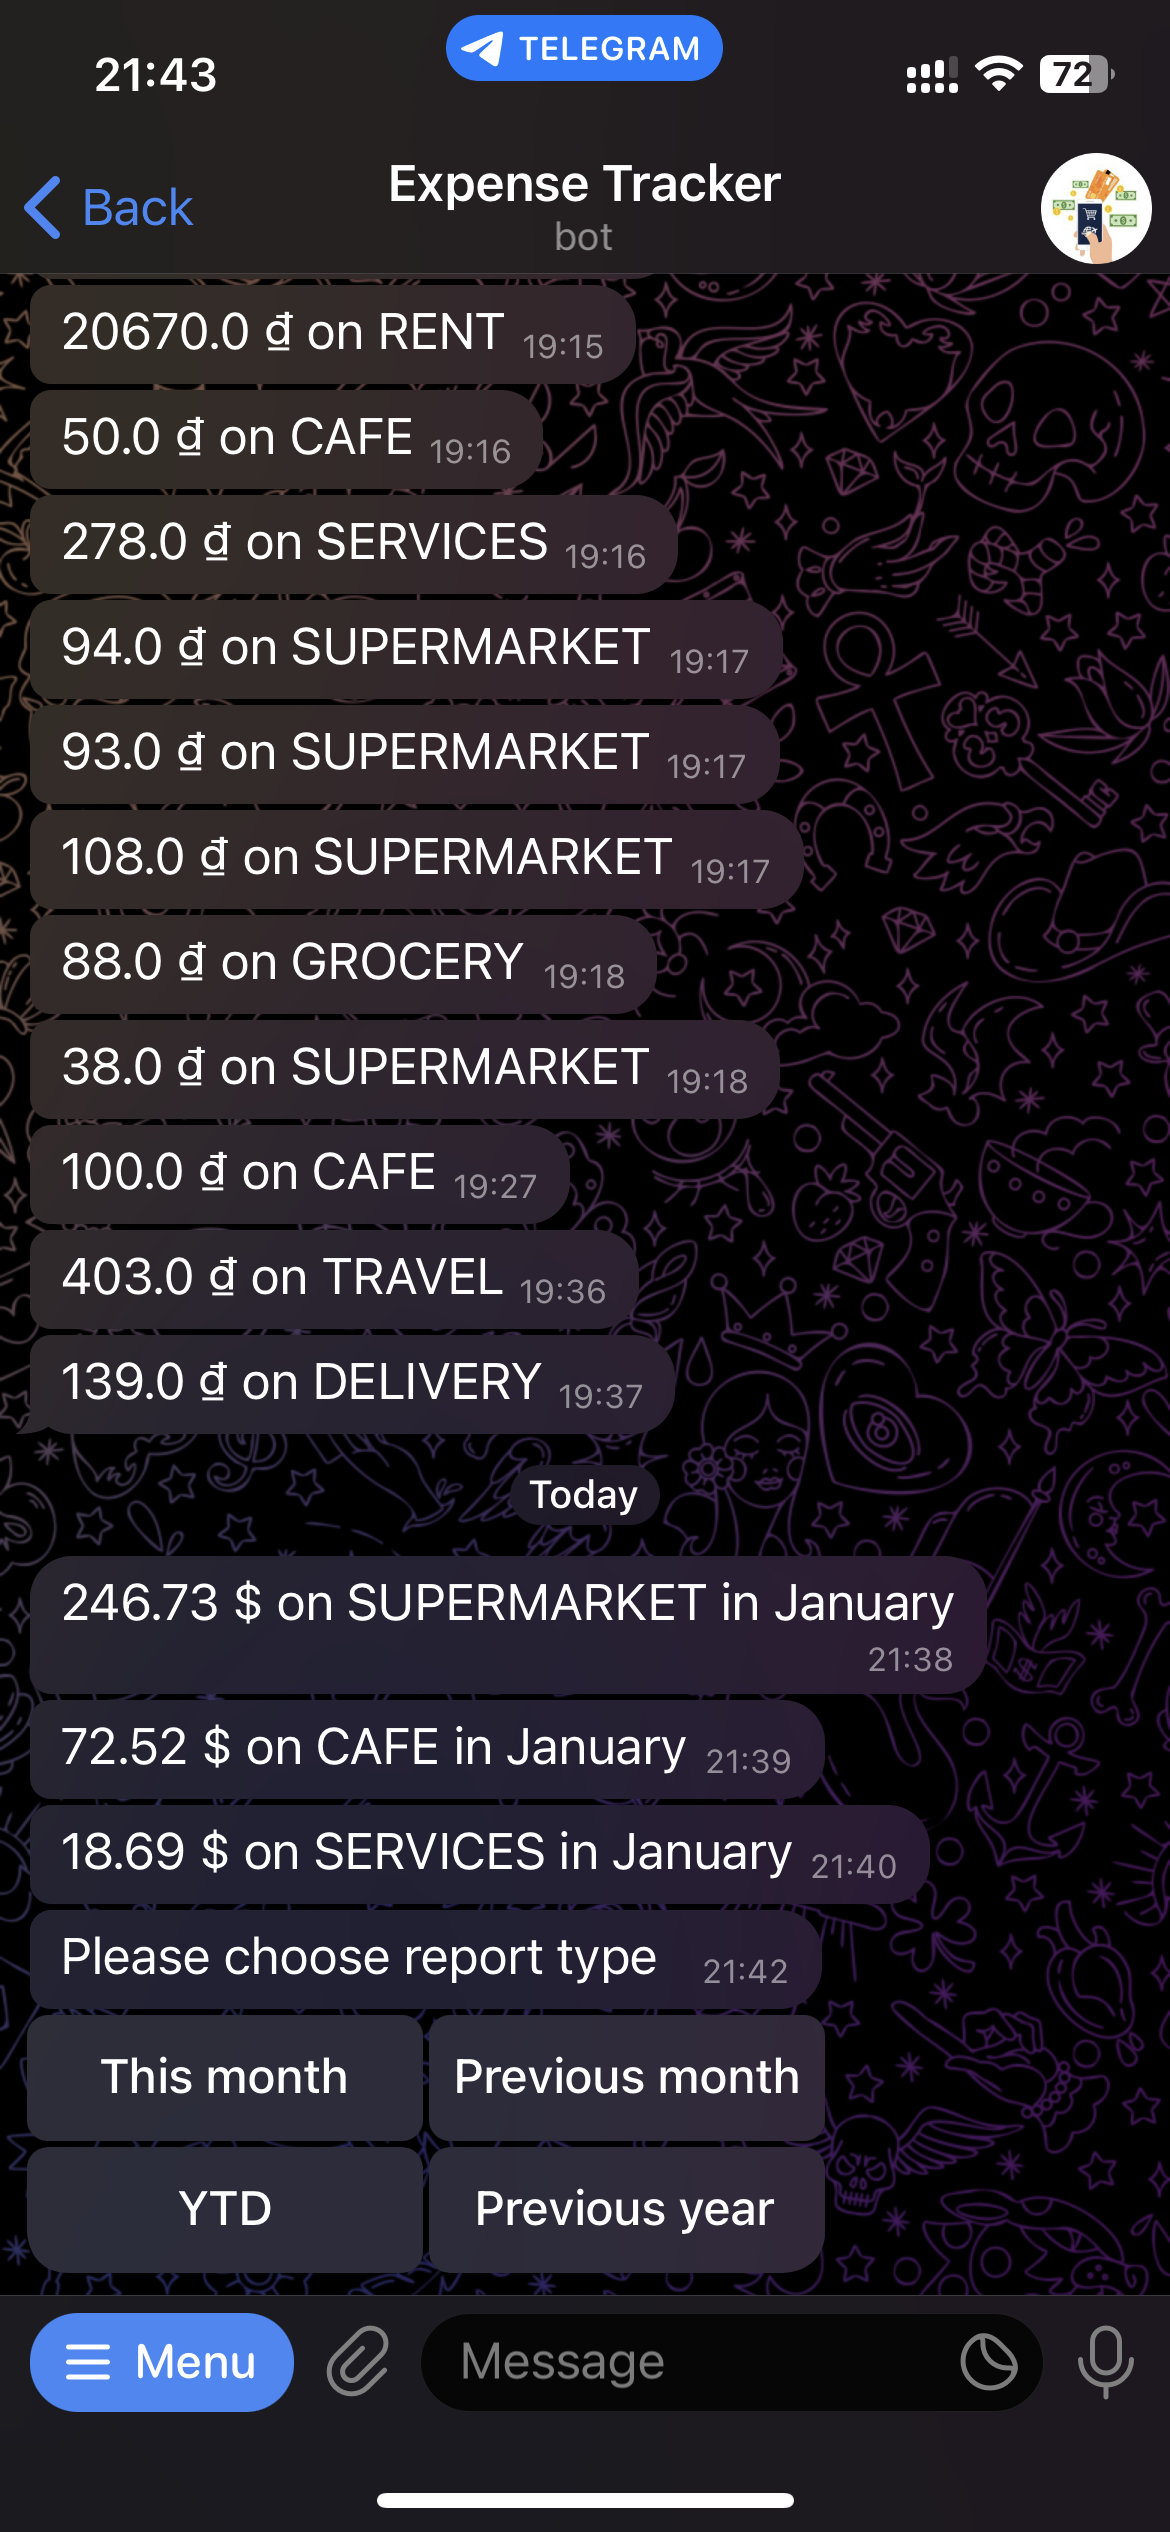 21:43
TELEGRAM
72
Back
Expense Tracker
bot
20670.0 ₫ on RENT 19:15
50.0 ₫ on CAFE 19:16
278.0 ₫ on SERVICES 19:16
94.0 ₫ on SUPERMARKET 19:17
93.0 ₫ on SUPERMARKET 19:17
108.0 ₫ on SUPERMARKET 19:17
88.0 ₫ on GROCERY 19:18
38.0 ₫ on SUPERMARKET 19:18
100.0 ₫ on CAFE 19:27
403.0 ₫ on TRAVEL 19:36
139.0 ₫ on DELIVERY 19:37
Today
246.73 $ on SUPERMARKET in January
21:38
72.52 $ on CAFE in January 21:39
18.69 $ on SERVICES in January 21:40
Please choose report type 21:42
This month Previous month
YTD Previous year
Menu Message